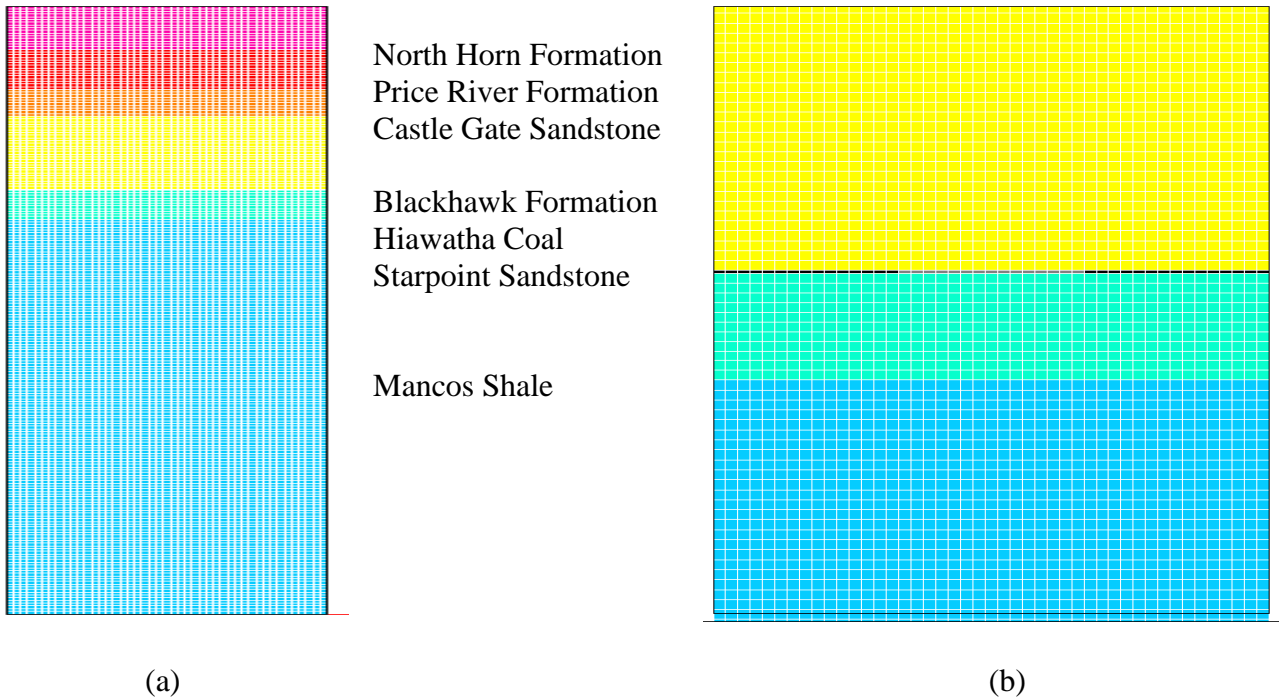 North Horn Formation
Price River Formation
Castle Gate Sandstone
Blackhawk Formation
Hiawatha Coal
Starpoint Sandstone
Mancos Shale
(a)
(b)